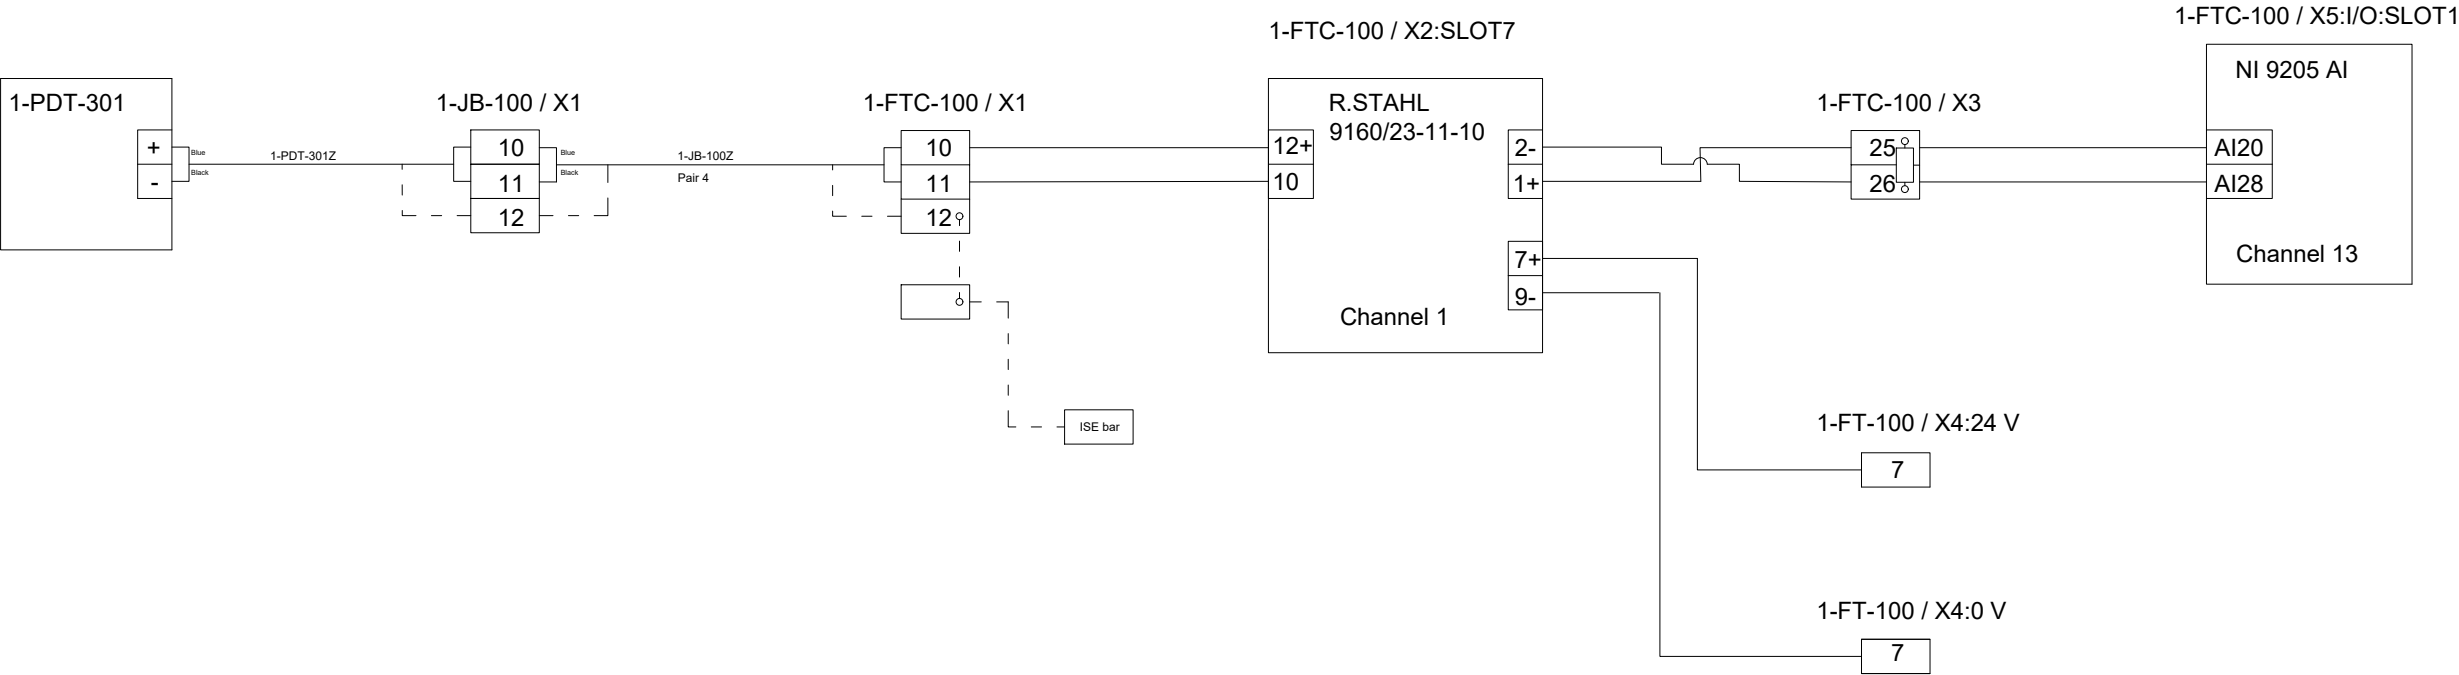 1-FTC-100 / X5:I/O:SLOT1
1-FTC-100 / X2:SLOT7
NI 9205 AI
1-PDT-301
1-JB-100 / X1
1-FTC-100 / X1
R.STAHL
9160/23-11-10
1-FTC-100 / X3
+
-
Blue
Black
1-PDT-301Z
10
11
12
Blue
Black
1-JB-100Z
Pair 4
10
11
12
12+
10
2-
1+
7+
9-
Channel 1
25
26
AI20
AI28
Channel 13
ISE bar
1-FT-100 / X4:24 V
7
1-FT-100 / X4:0 V
7